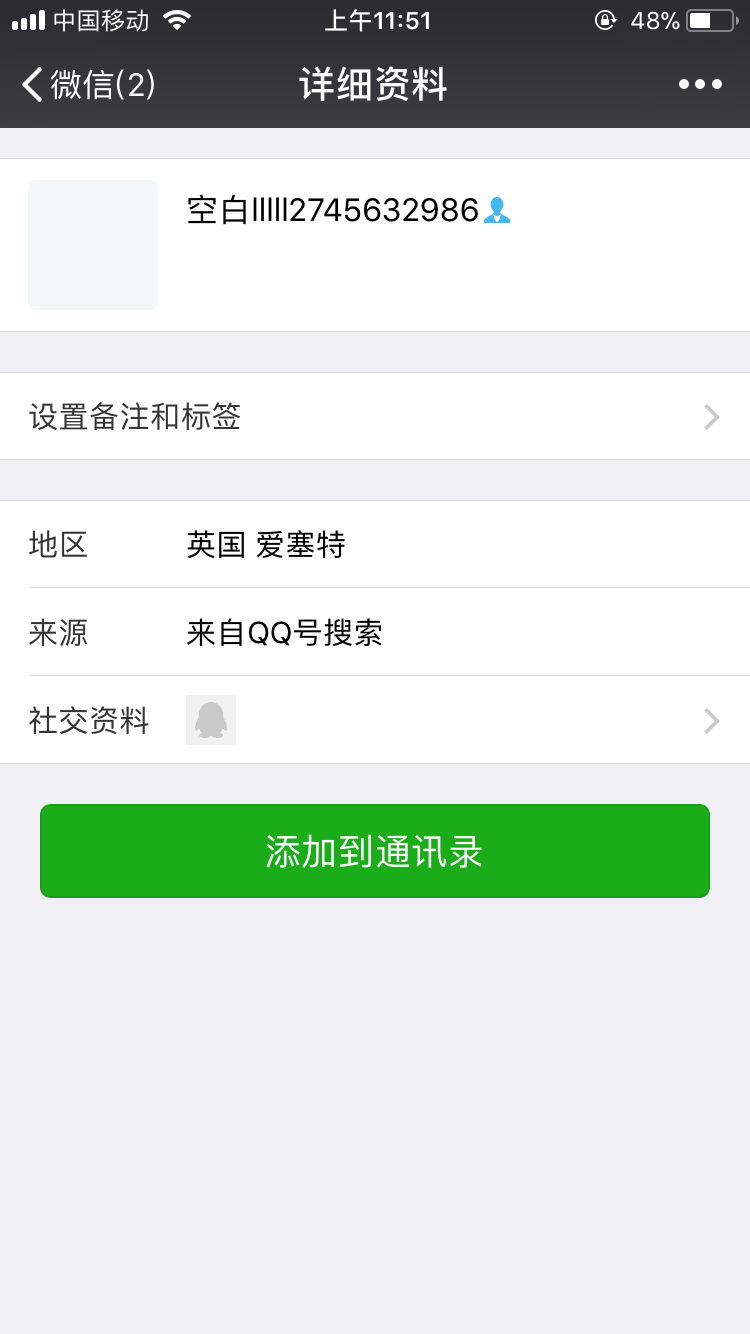 中国移动 上午11:51 48%
微信(2) 详细资料
空白lllll2745632986
设置备注和标签
地区 英国 爱塞特
来源 来自QQ号搜索
社交资料
添加到通讯录